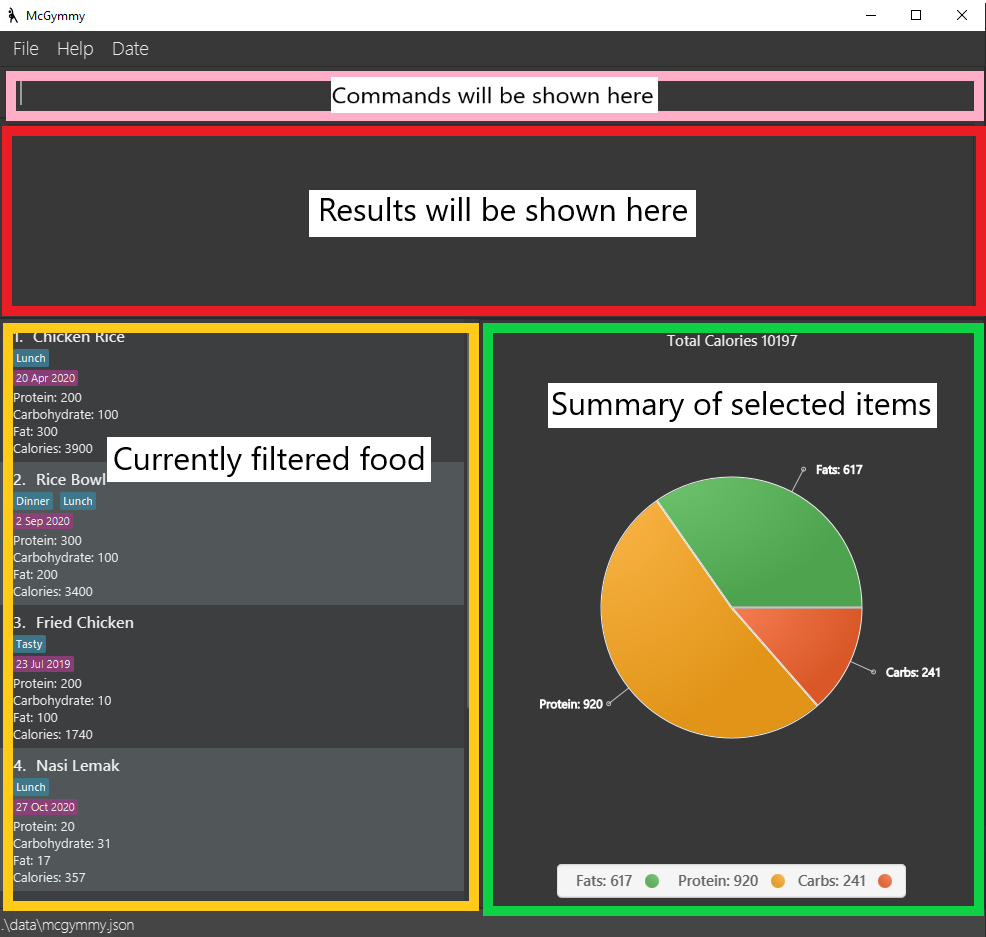 McGymmy
File Help Date
Commands will be shown here
Results will be shown here
1. Chicken Rice
Lunch
20 Apr 2020
Protein: 200
Carbohydrate: 100
Fat: 300
Calories: 3900
Currently filtered food
2. Rice Bowl
Dinner Lunch
2 Sep 2020
Protein: 300
Carbohydrate: 100
Fat: 200
Calories: 3400
3. Fried Chicken
Tasty
23 Jul 2019
Protein: 200
Carbohydrate: 10
Fat: 100
Calories: 1740
4. Nasi Lemak
Lunch
27 Oct 2020
Protein: 20
Carbohydrate: 31
Fat: 17
Calories: 357
Total Calories 10197
Summary of selected items
Fats: 617
Carbs: 241
Protein: 920
Fats: 617 Protein: 920 Carbs: 241
.\data\mcgymmy.json